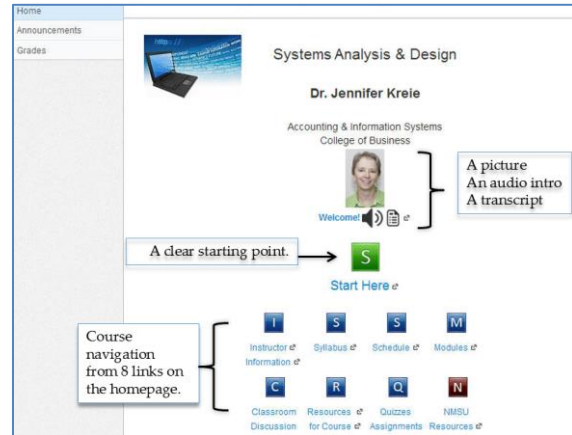 Home
Announcements
Grades
http://
Systems Analysis & Design
Dr. Jennifer Kreie
Accounting & Information Systems
College of Business
Welcome!
A picture
An audio intro
A transcript
A clear starting point.
S
Start Here
Course
navigation
from 8 links on
the homepage.
I S S M
Instructor Information Syllabus Schedule Modules
C R Q N
Classroom Discussion Resources for Course Quizzes Assignments NMSU Resources